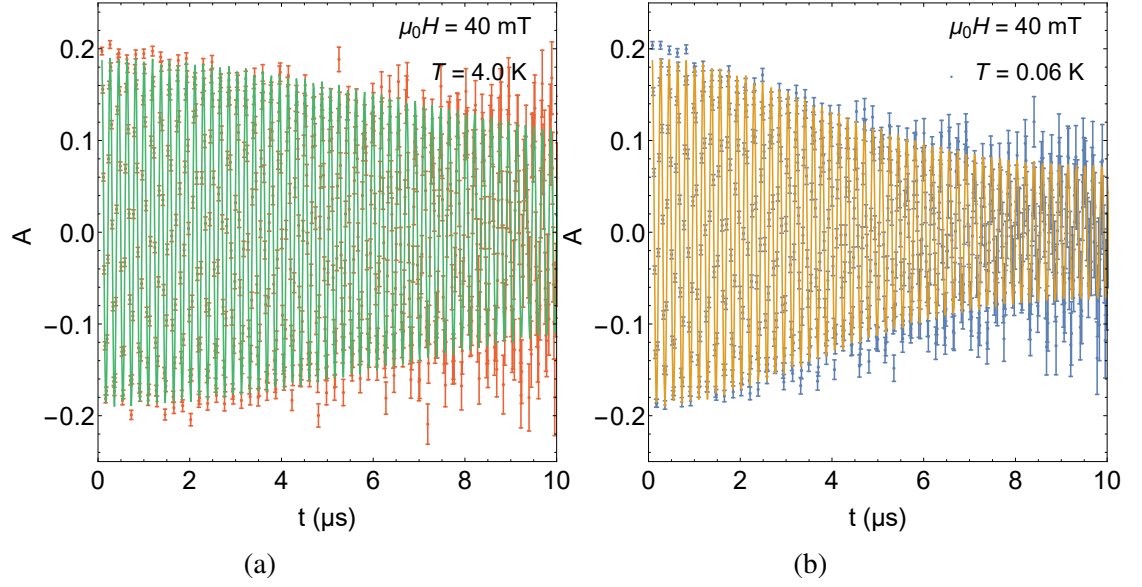 μ₀H = 40 mT
T = 4.0 K
A
0.2
0.1
0.0
−0.1
−0.2
0 2 4 6 8 10
t (μs)
(a)
μ₀H = 40 mT
T = 0.06 K
A
0.2
0.1
0.0
−0.1
−0.2
0 2 4 6 8 10
t (μs)
(b)